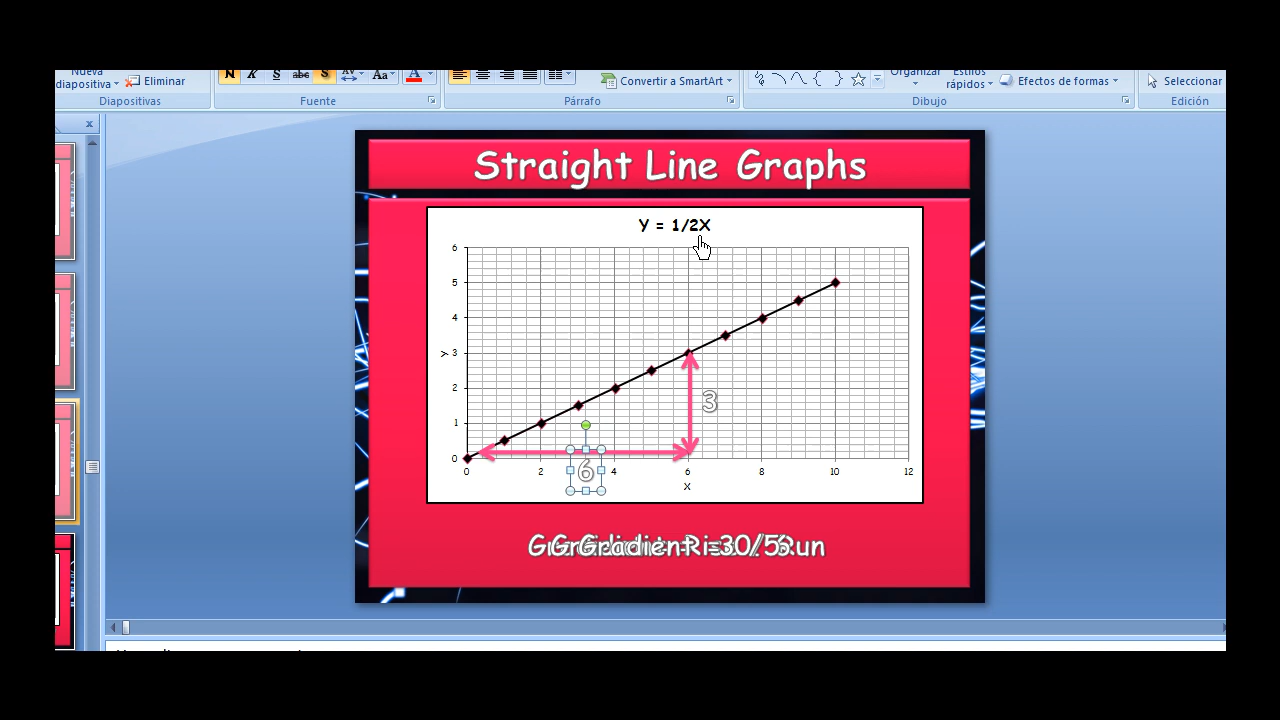 Nueva
diapositiva
Eliminar
N K S abc S AV Aa A
Convertir a SmartArt
Organizar
Estilos
rápidos
Efectos de formas
Seleccionar
Diapositivas
Fuente
Párrafo
Dibujo
Edición
x
Straight Line Graphs
Y = 1/2X
6
5
4
3
2
1
0
y
3
6
0 2 4 6 8 10 12
X